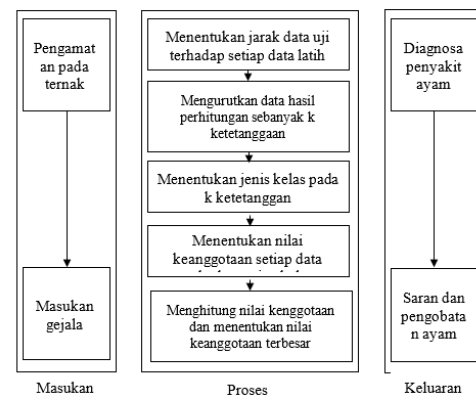 Pengamat
an pada
ternak
Masukan
gejala
Masukan
Menentukan jarak data uji
terhadap setiap data latih
Mengurutkan data hasil
perhitungan sebanyak k
ketetanggaan
Menentukan jenis kelas pada
k ketetanggan
Menentukan nilai
keanggotaan setiap data
Menghitung nilai kenggotaan
dan menentukan nilai
keanggotaan terbesar
Proses
Diagnosa
penyakit
ayam
Saran dan
pengobata
n ayam
Keluaran